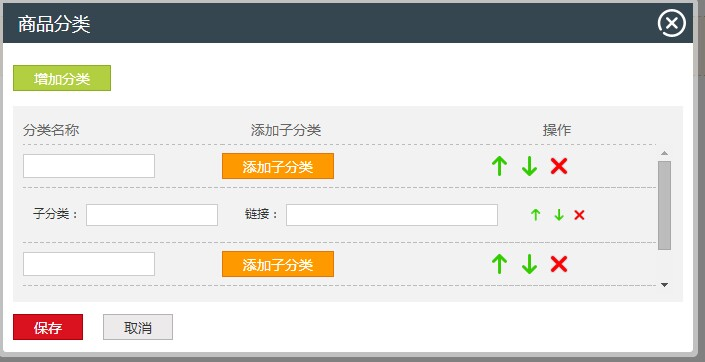 商品分类
增加分类
分类名称 添加子分类 操作
添加子分类
子分类： 链接：
添加子分类
保存 取消